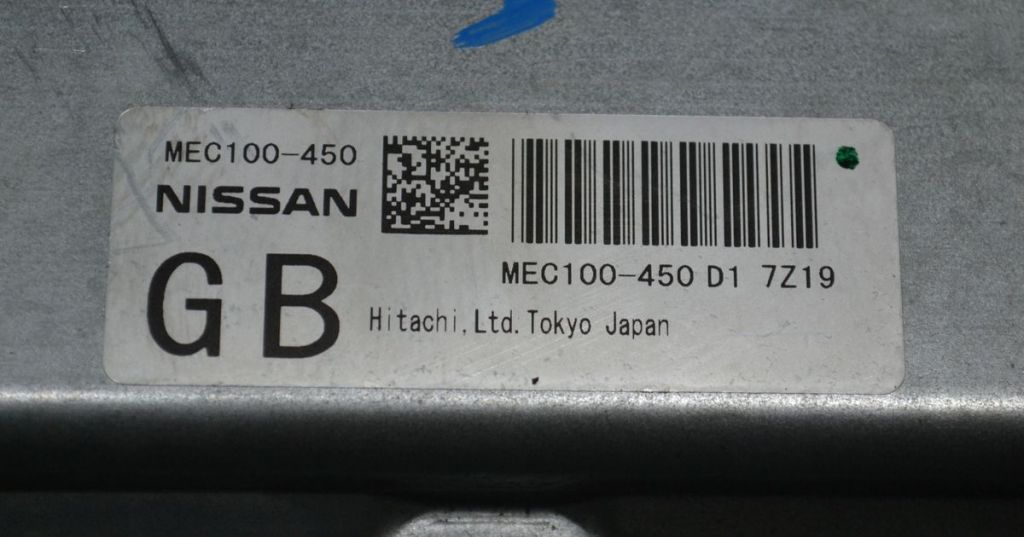 MEC100-450
NISSAN
GB
MEC100-450 D1 7Z19
Hitachi,Ltd.Tokyo Japan